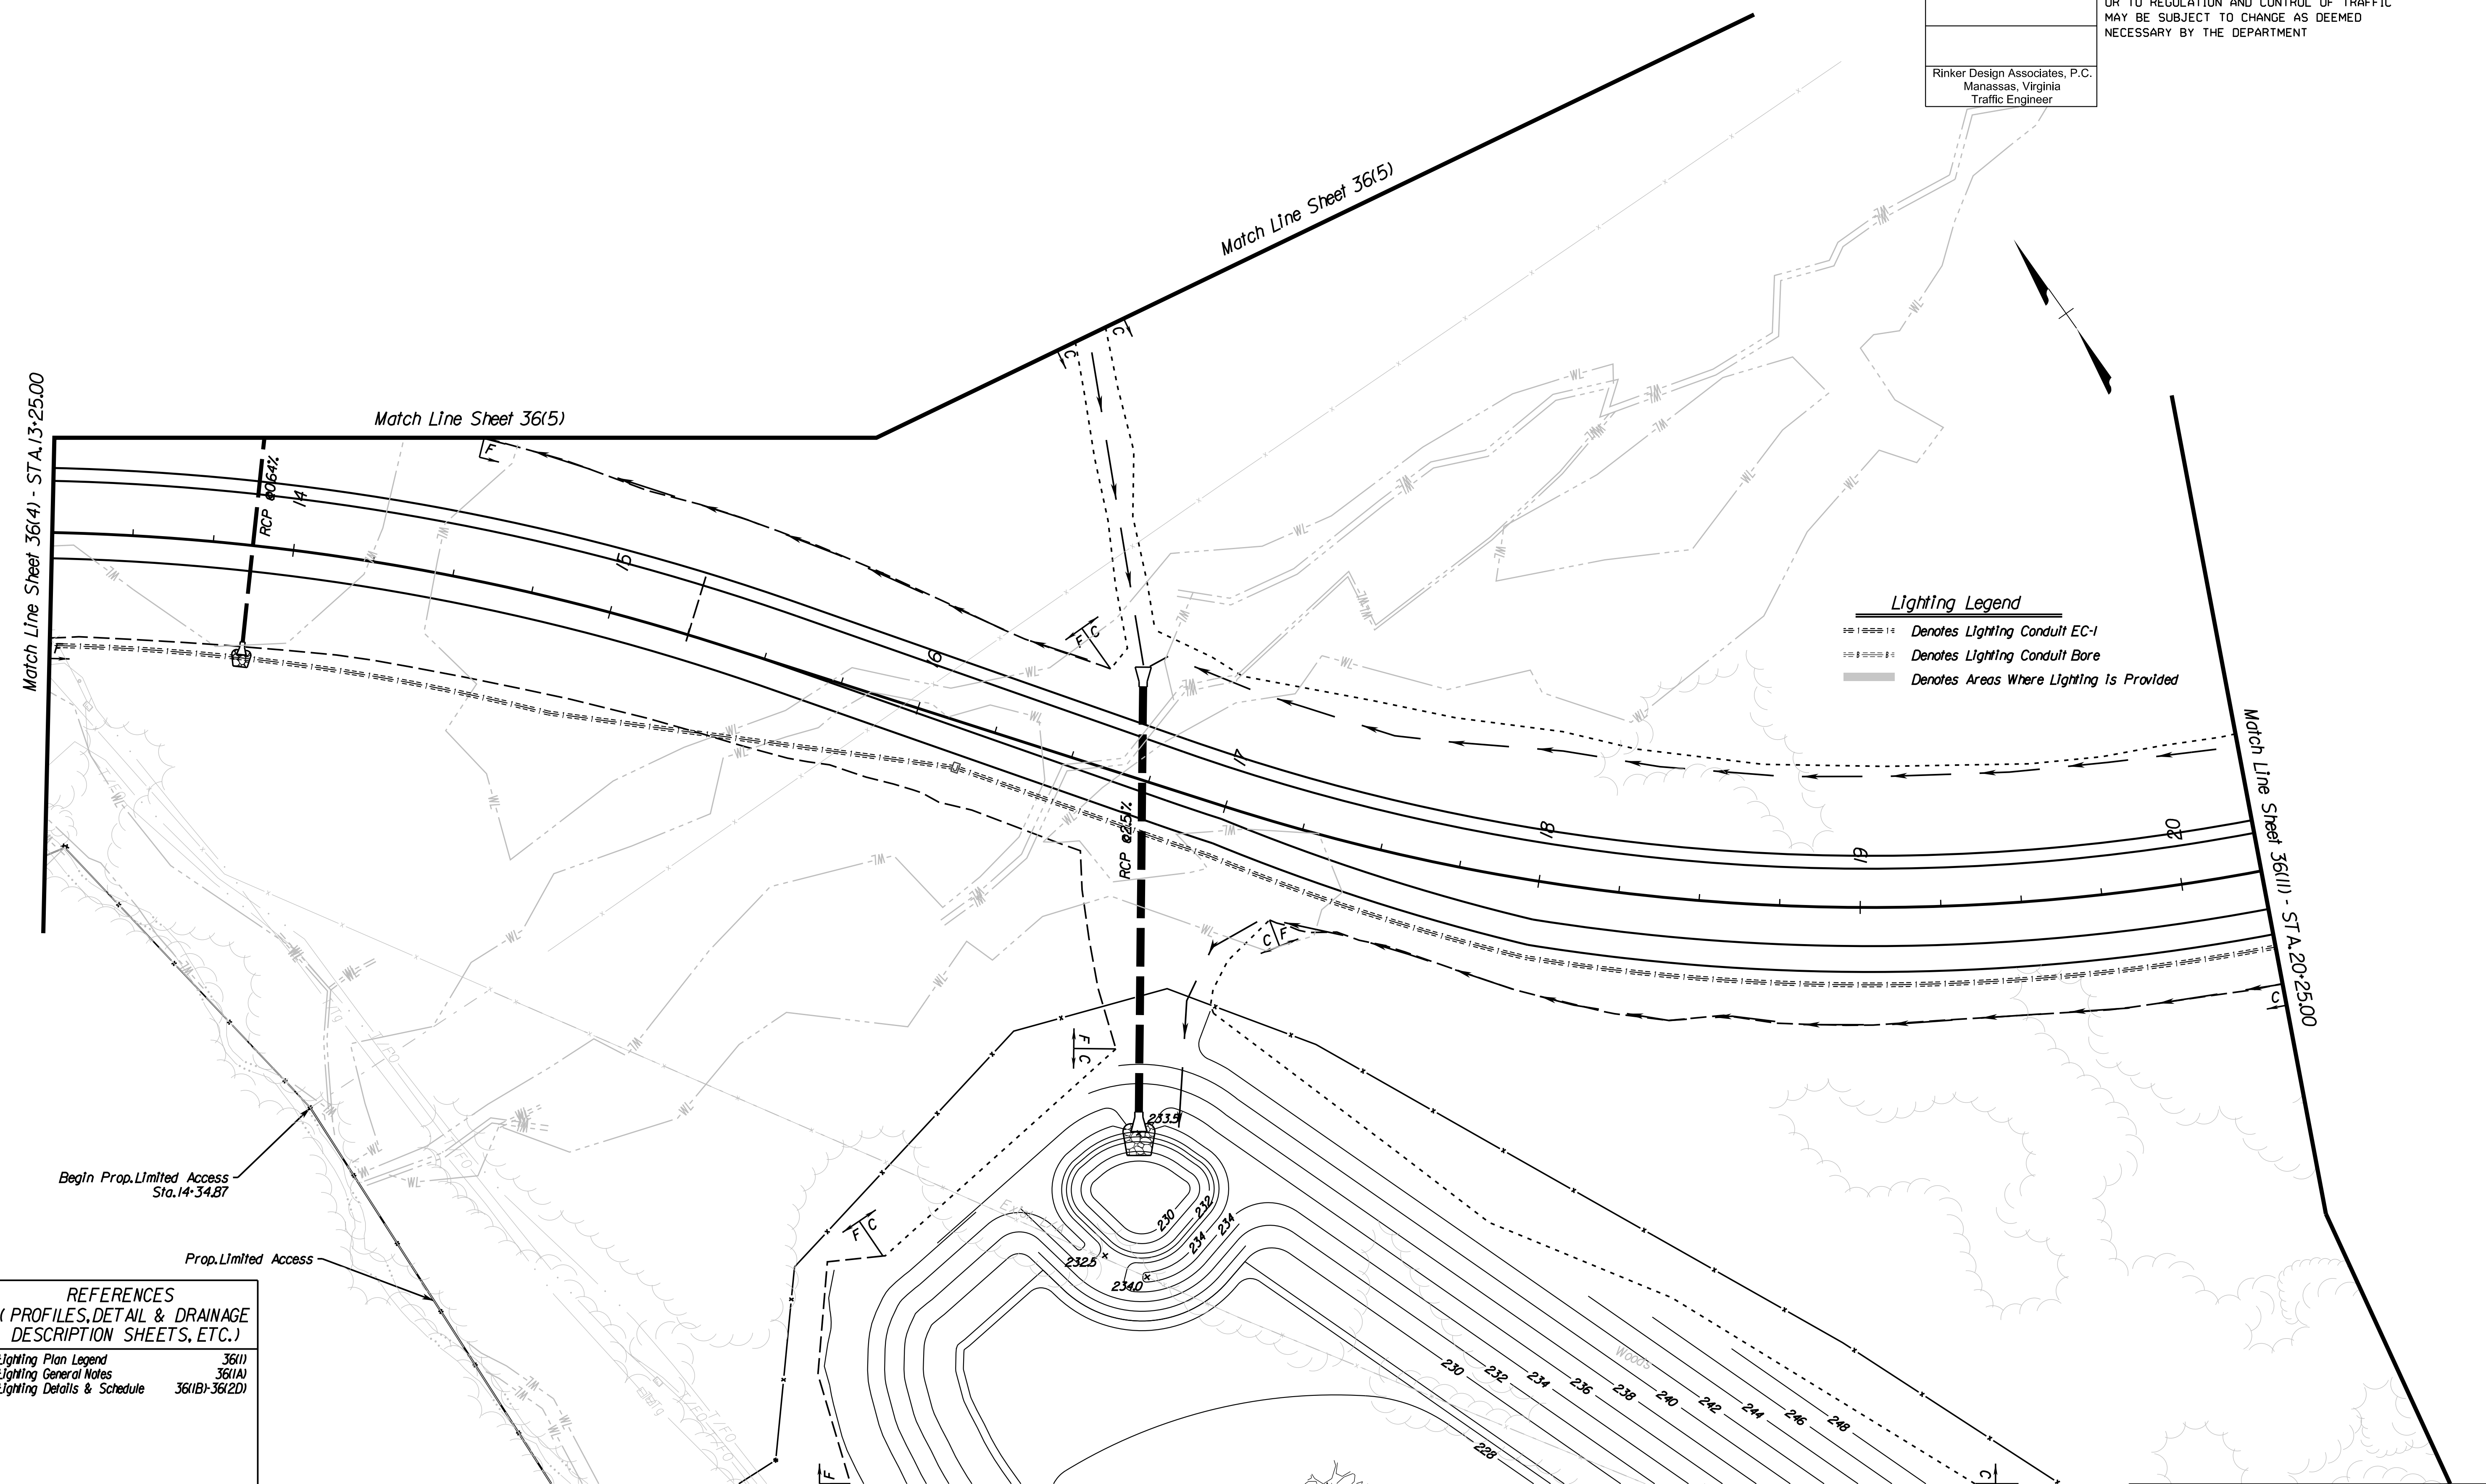 OR TO REGULATION AND CONTROL OF TRAFFIC
MAY BE SUBJECT TO CHANGE AS DEEMED
NECESSARY BY THE DEPARTMENT
Rinker Design Associates, P.C.
Manassas, Virginia
Traffic Engineer
Match Line Sheet 36(5)
Match Line Sheet 36(5)
Match Line Sheet 36(4) - STA. 13+25.00
RCP @0.64%
14
15
16
17
18
19
20
F
C
C
F
C
F
RCP @2.51%
Lighting Legend
Denotes Lighting Conduit EC-1
Denotes Lighting Conduit Bore
Denotes Areas Where Lighting is Provided
Match Line Sheet 36(11) - STA. 20+25.00
C
F
C
F
C
F
C
F
C
WL
233.5
230
232
234
234
232.5
234.0
Begin Prop. Limited Access
Sta. 14+34.87
Prop. Limited Access
REFERENCES
( PROFILES, DETAIL & DRAINAGE
DESCRIPTION SHEETS, ETC.)
Lighting Plan Legend 36(1)
Lighting General Notes 36(1A)
Lighting Details & Schedule 36(1B)-36(2D)
Woods
230
232
234
236
238
240
242
244
246
248
228